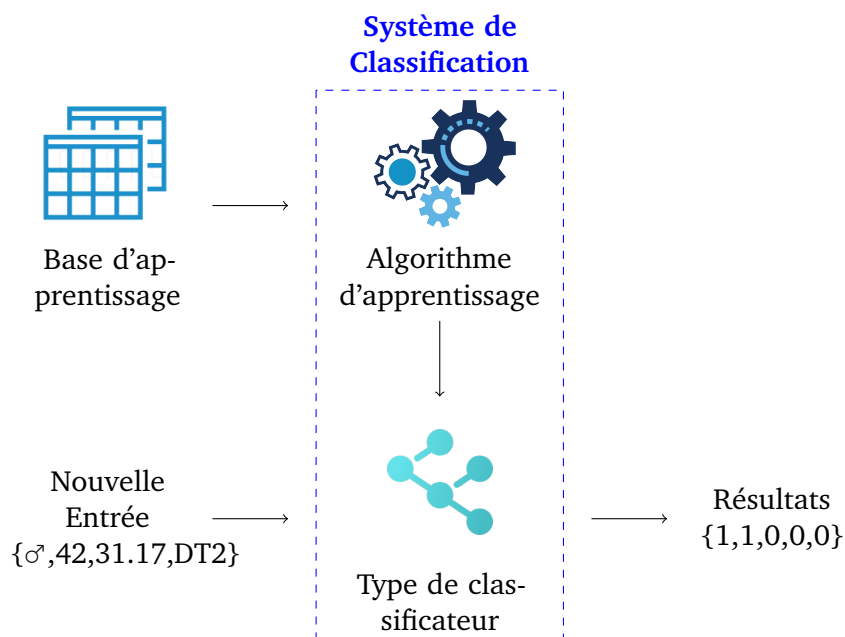 Système de
Classification
Base d'ap-
prentissage
Algorithme
d'apprentissage
Nouvelle
Entrée
{♂,42,31.17,DT2}
Type de clas-
sificateur
Résultats
{1,1,0,0,0}